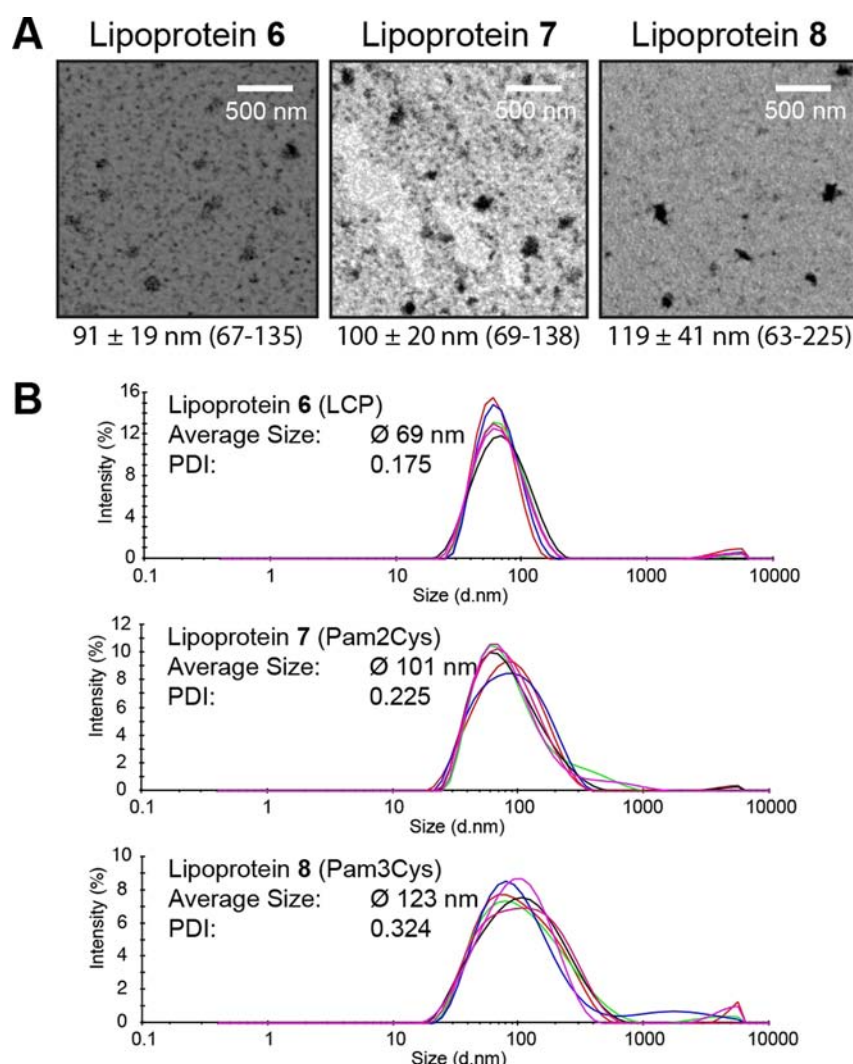 A
Lipoprotein 6
Lipoprotein 7
Lipoprotein 8
500 nm
500 nm
500 nm
91 ± 19 nm (67-135)
100 ± 20 nm (69-138)
119 ± 41 nm (63-225)
B
Lipoprotein 6 (LCP)
Average Size: Ø 69 nm
PDI: 0.175
Intensity (%)
16
12
8
4
0
0.1 1 10 100 1000 10000
Size (d.nm)
Lipoprotein 7 (Pam2Cys)
Average Size: Ø 101 nm
PDI: 0.225
Intensity (%)
12
10
8
6
4
2
0
0.1 1 10 100 1000 10000
Size (d.nm)
Lipoprotein 8 (Pam3Cys)
Average Size: Ø 123 nm
PDI: 0.324
Intensity (%)
10
8
6
4
2
0
0.1 1 10 100 1000 10000
Size (d.nm)